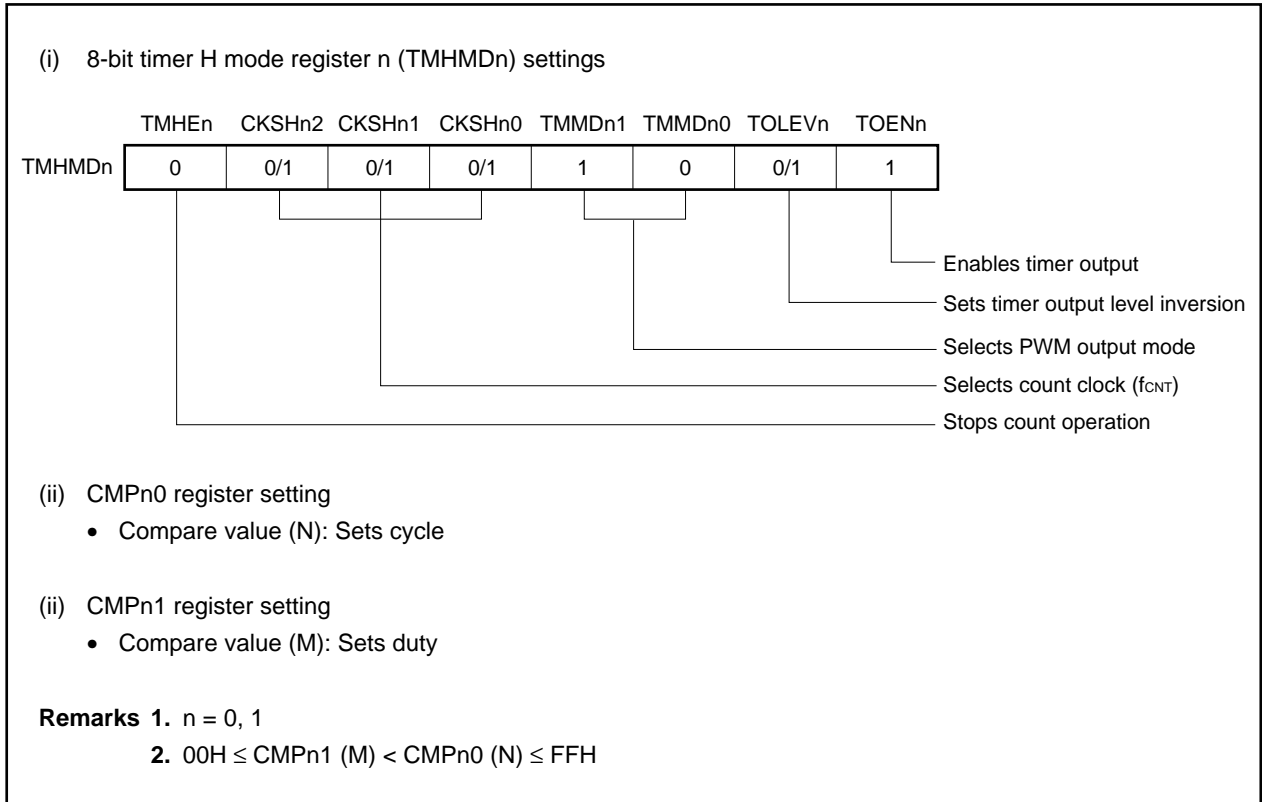 (i) 8-bit timer H mode register n (TMHMDn) settings
TMHEn CKSHn2 CKSHn1 CKSHn0 TMMDn1 TMMDn0 TOLEVn TOENn
TMHMDn 0 0/1 0/1 0/1 1 0 0/1 1
Enables timer output
Sets timer output level inversion
Selects PWM output mode
Selects count clock (fCNT)
Stops count operation
(ii) CMPn0 register setting
• Compare value (N): Sets cycle
(ii) CMPn1 register setting
• Compare value (M): Sets duty
Remarks 1. n = 0, 1
2. 00H ≤ CMPn1 (M) < CMPn0 (N) ≤ FFH